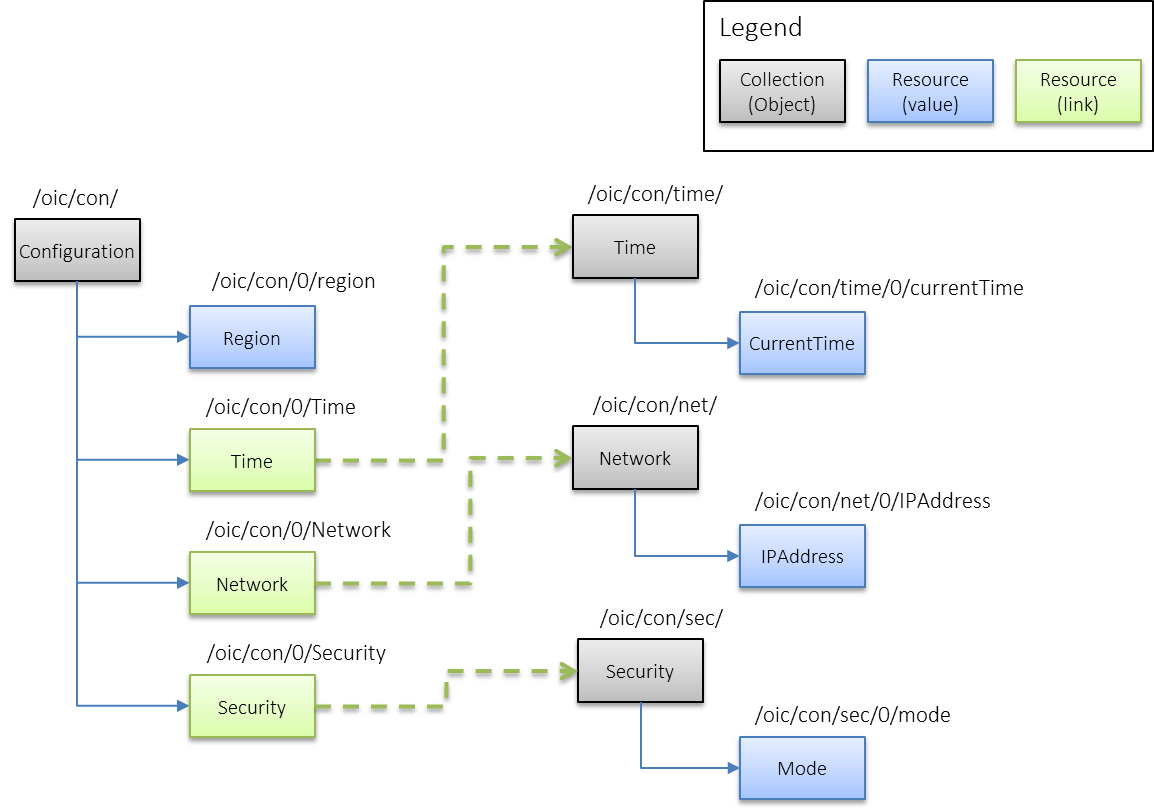 Legend
Collection
(Object)
Resource
(value)
Resource
(link)
/oic/con/
Configuration
/oic/con/0/region
Region
/oic/con/0/Time
Time
/oic/con/0/Network
Network
/oic/con/0/Security
Security
/oic/con/time/
Time
/oic/con/time/0/currentTime
CurrentTime
/oic/con/net/
Network
/oic/con/net/0/IPAddress
IPAddress
/oic/con/sec/
Security
/oic/con/sec/0/mode
Mode